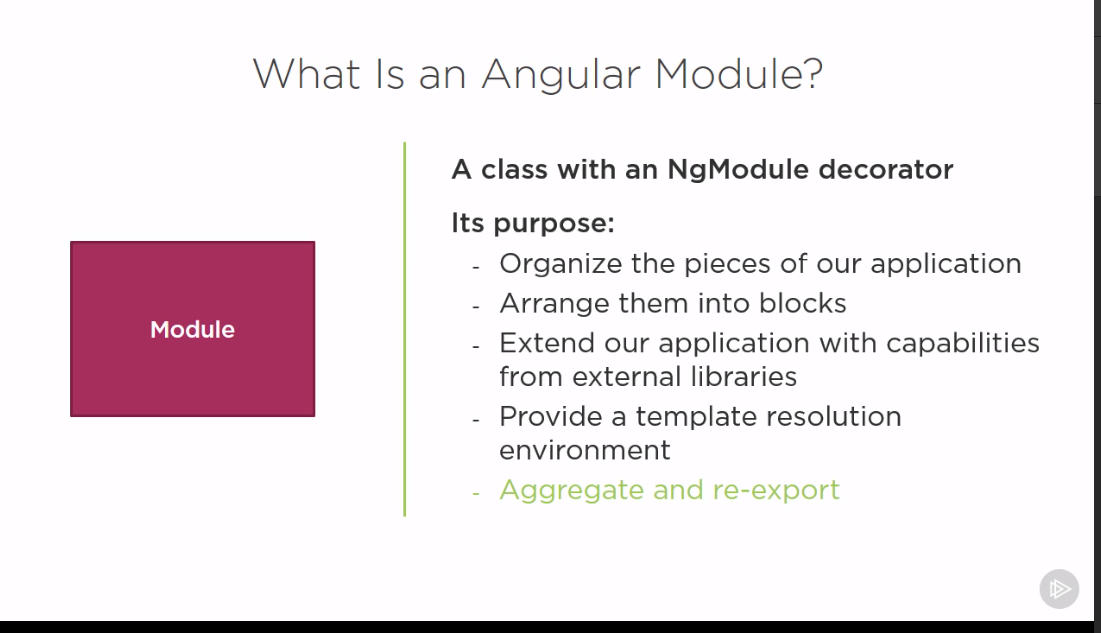 What Is an Angular Module?
Module
A class with an NgModule decorator
Its purpose:
- Organize the pieces of our application
- Arrange them into blocks
- Extend our application with capabilities
from external libraries
- Provide a template resolution
environment
- Aggregate and re-export